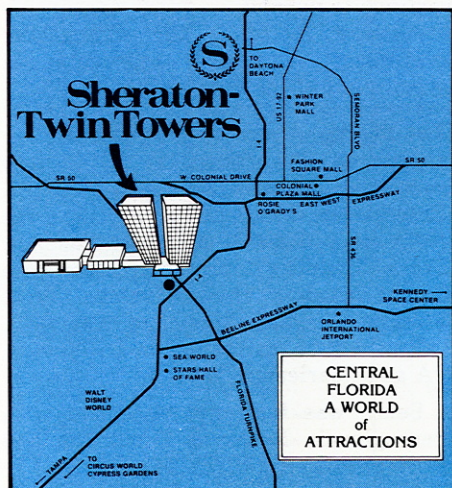 S
TO
DAYTONA
BEACH
Sheraton-
Twin Towers
US 17-92
WINTER
PARK
MALL
SEMORAN BLVD
I-4
FASHION
SQUARE MALL
SR 50
SR 50
W. COLONIAL DRIVE
COLONIAL
PLAZA MALL
ROSIE
O'GRADY'S
EAST WEST EXPRESSWAY
SR 436
I-4
KENNEDY
SPACE CENTER
BEELINE EXPRESSWAY
ORLANDO
INTERNATIONAL
JETPORT
SEA WORLD
STARS HALL
OF FAME
WALT
DISNEY
WORLD
FLORIDA TURNPIKE
CENTRAL
FLORIDA
A WORLD
of
ATTRACTIONS
TAMPA
TO
CIRCUS WORLD
CYPRESS GARDENS